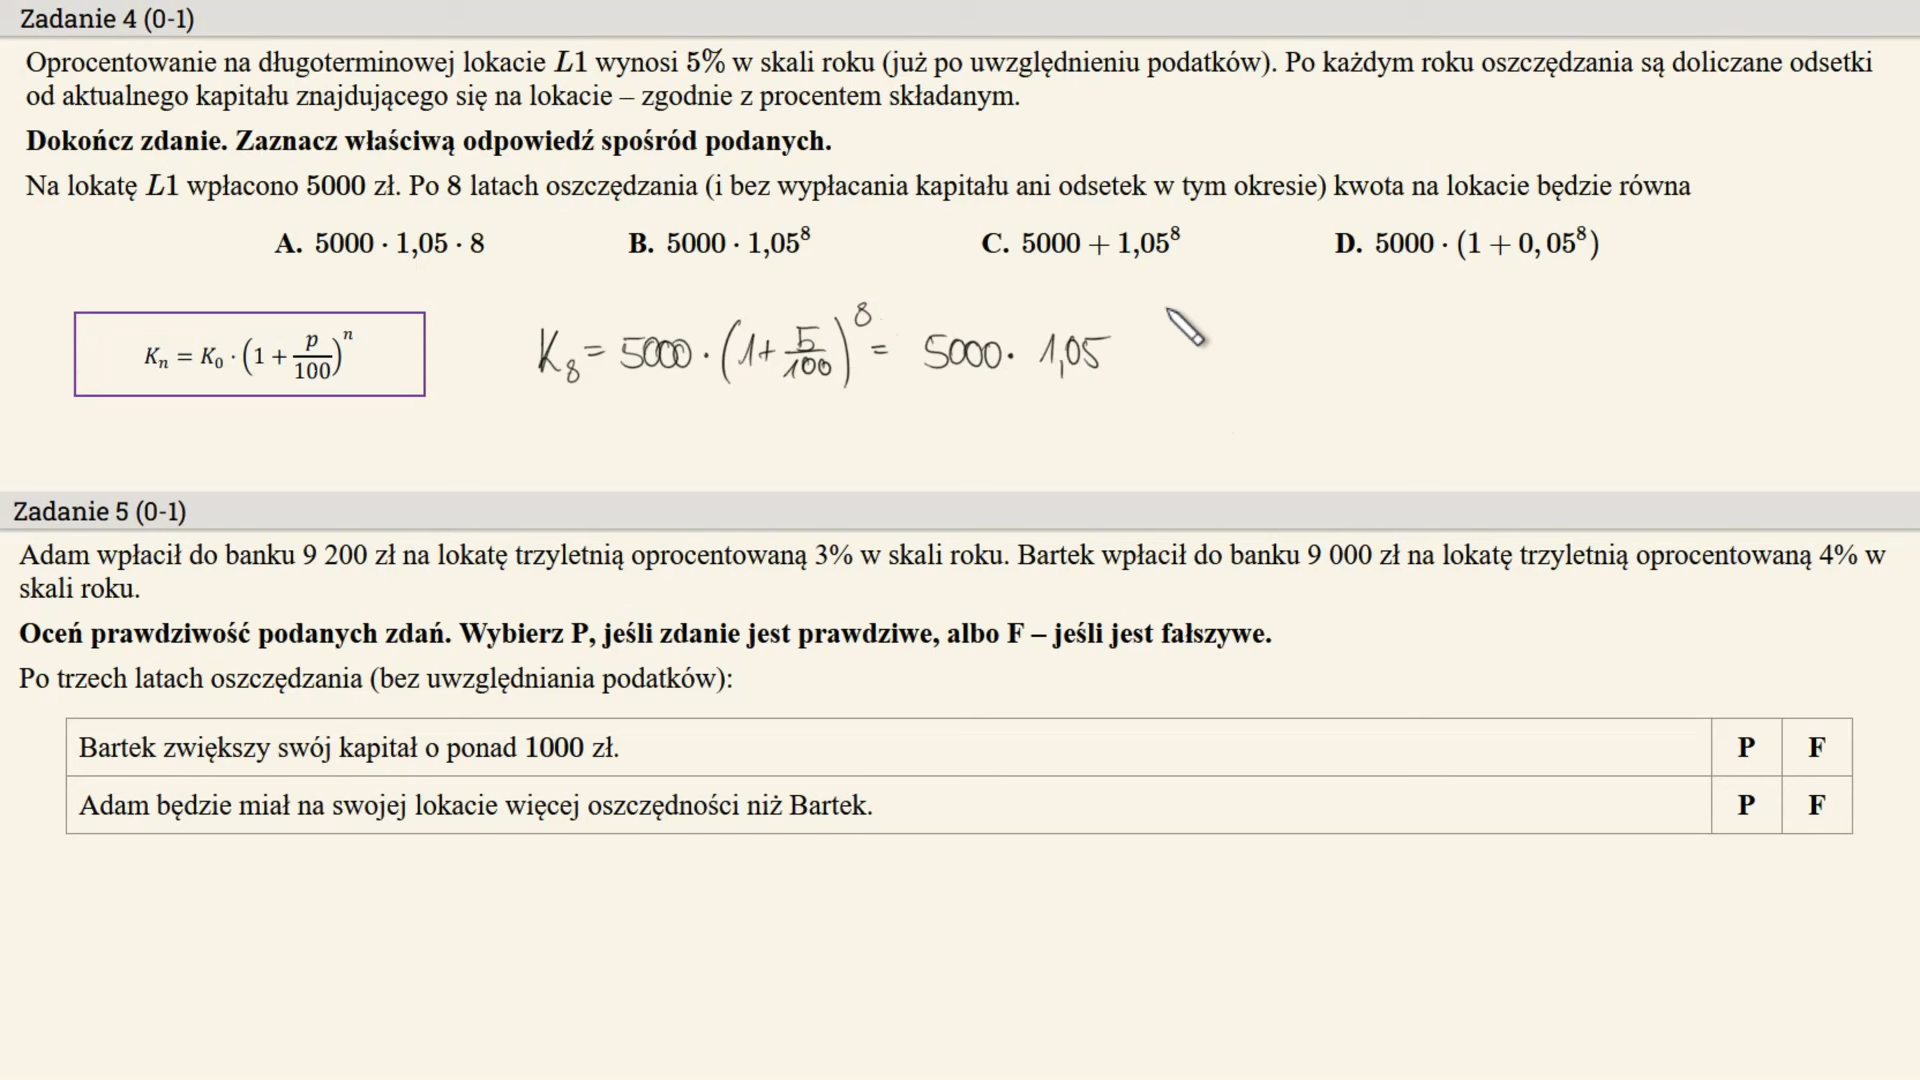 Zadanie 4 (0-1)
Oprocentowanie na długoterminowej lokacie L1 wynosi 5% w skali roku (już po uwzględnieniu podatków). Po każdym roku oszczędzania są doliczane odsetki
od aktualnego kapitału znajdującego się na lokacie – zgodnie z procentem składanym.
Dokończ zdanie. Zaznacz właściwą odpowiedź spośród podanych.
Na lokatę L1 wpłacono 5000 zł. Po 8 latach oszczędzania (i bez wypłacania kapitału ani odsetek w tym okresie) kwota na lokacie będzie równa
A. 5000 · 1,05 · 8 B. 5000 · 1,05⁸ C. 5000 + 1,05⁸ D. 5000 · (1 + 0,05⁸)
Kₙ = K₀ · (1 + p/100)ⁿ K₈ = 5000 · (1 + 5/100)⁸ = 5000 · 1,05
Zadanie 5 (0-1)
Adam wpłacił do banku 9 200 zł na lokatę trzyletnią oprocentowaną 3% w skali roku. Bartek wpłacił do banku 9 000 zł na lokatę trzyletnią oprocentowaną 4% w
skali roku.
Oceń prawdziwość podanych zdań. Wybierz P, jeśli zdanie jest prawdziwe, albo F – jeśli jest fałszywe.
Po trzech latach oszczędzania (bez uwzględniania podatków):
Bartek zwiększy swój kapitał o ponad 1000 zł. P F
Adam będzie miał na swojej lokacie więcej oszczędności niż Bartek. P F